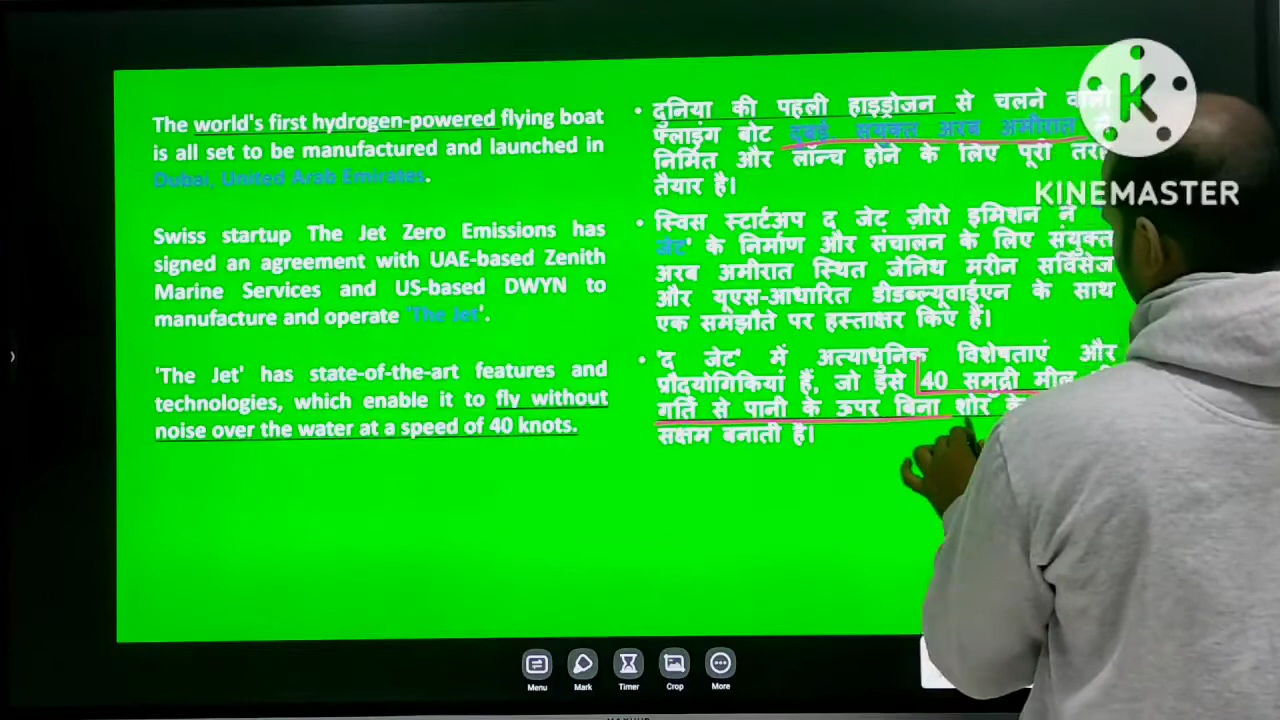 The world's first hydrogen-powered flying boat
is all set to be manufactured and launched in
Dubai, United Arab Emirates.
Swiss startup The Jet Zero Emissions has
signed an agreement with UAE-based Zenith
Marine Services and US-based DWYN to
manufacture and operate 'The Jet'.
'The Jet' has state-of-the-art features and
technologies, which enable it to fly without
noise over the water at a speed of 40 knots.
• दुनिया की पहली हाइड्रोजन से चलने
फ्लाइंग बोट दुबई, संयुक्त अरब अमीरात
निर्मित और लॉन्च होने के लिए पूरी तरह
तैयार है।
• स्विस स्टार्टअप द जेट ज़ीरो इमिशन ने
जेट' के निर्माण और संचालन के लिए संयुक्त
अरब अमीरात स्थित जेनिथ मरीन सर्विसेज
और यूएस-आधारित डीडब्ल्यूवाईएन के साथ
एक समझौते पर हस्ताक्षर किए हैं।
• 'द जेट' में अत्याधुनिक विशेषताएं और
प्रौद्योगिकियां हैं, जो इसे 40 समुद्री मील
गति से पानी के ऊपर बिना शोर के
सक्षम बनाती है।
K
KINEMASTER
Menu
Mark
Timer
Crop
More